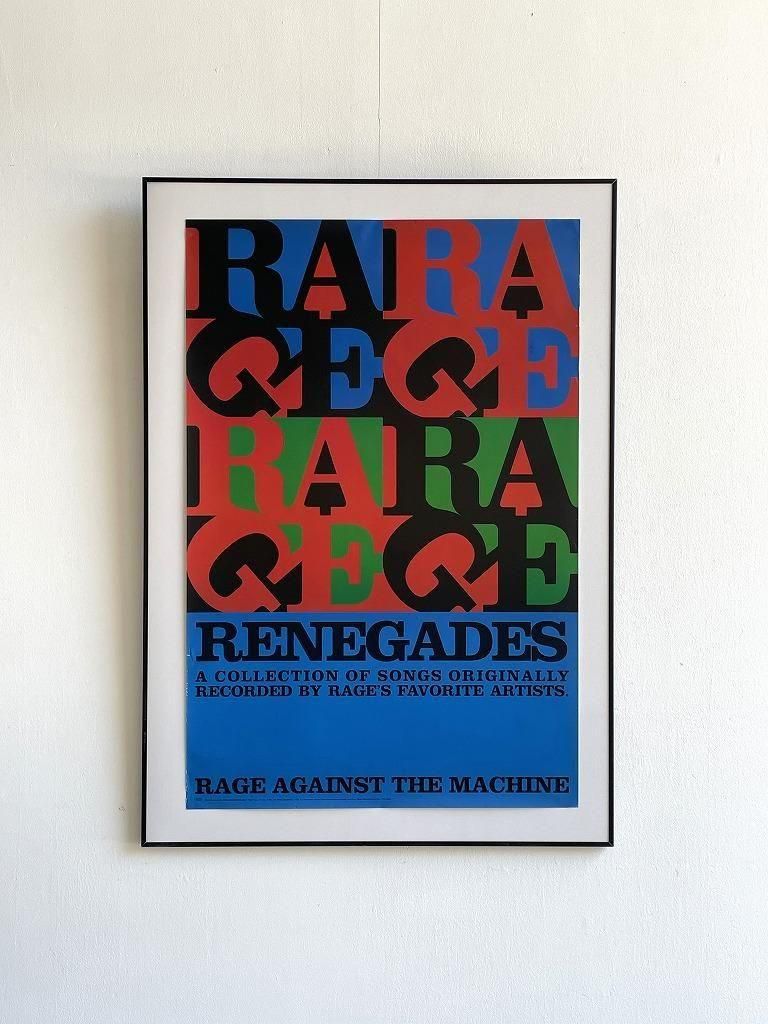 RARA
GEGE
RARA
GEGE
RENEGADES
A COLLECTION OF SONGS ORIGINALLY
RECORDED BY RAGE'S FAVORITE ARTISTS.
RAGE AGAINST THE MACHINE